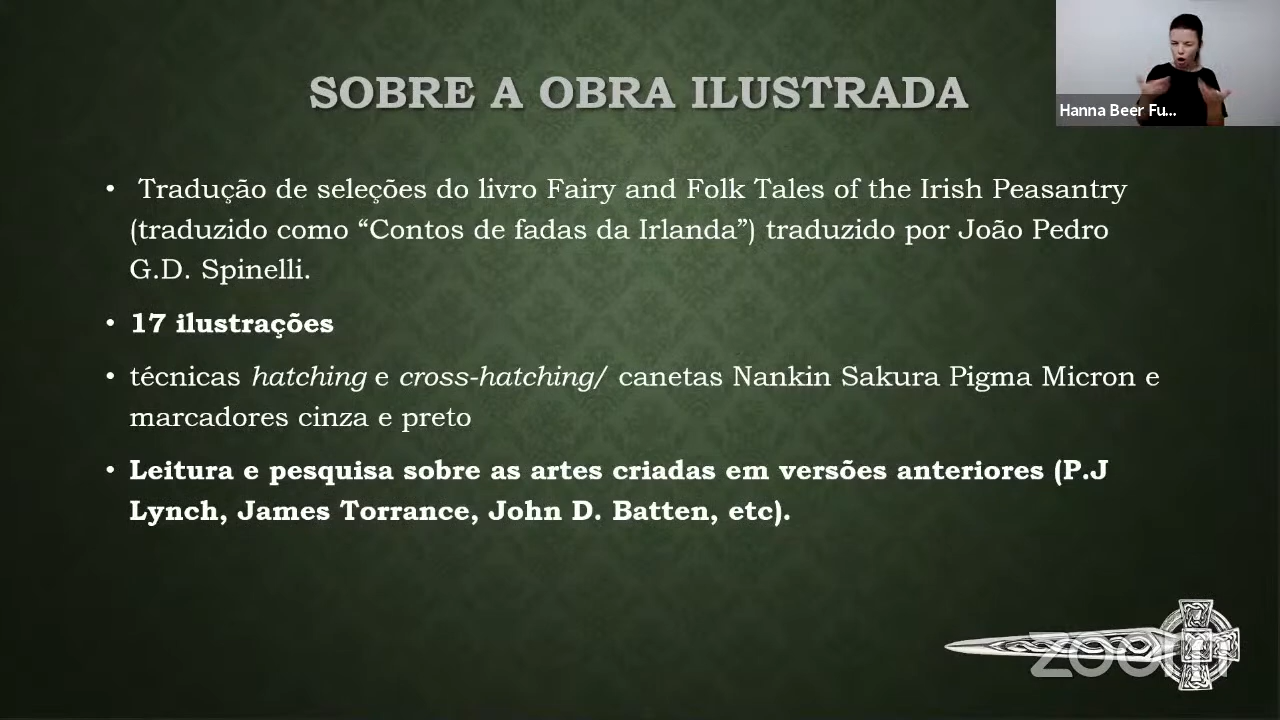 SOBRE A OBRA ILUSTRADA
Hanna Beer Fu...
• Tradução de seleções do livro Fairy and Folk Tales of the Irish Peasantry
(traduzido como “Contos de fadas da Irlanda”) traduzido por João Pedro
G.D. Spinelli.
• 17 ilustrações
• técnicas hatching e cross-hatching/ canetas Nankin Sakura Pigma Micron e
marcadores cinza e preto
• Leitura e pesquisa sobre as artes criadas em versões anteriores (P.J
Lynch, James Torrance, John D. Batten, etc).
zoom